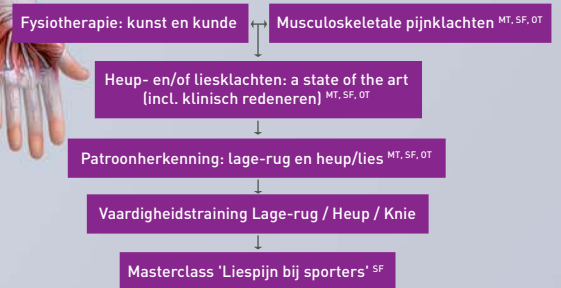 Fysiotherapie: kunst en kunde
Musculoskeletale pijnklachten MT, SF, OT
Heup- en/of liesklachten: a state of the art
(incl. klinisch redeneren) MT, SF, OT
Patroonherkenning: lage-rug en heup/lies MT, SF, OT
Vaardigheidstraining Lage-rug / Heup / Knie
Masterclass 'Liespijn bij sporters' SF